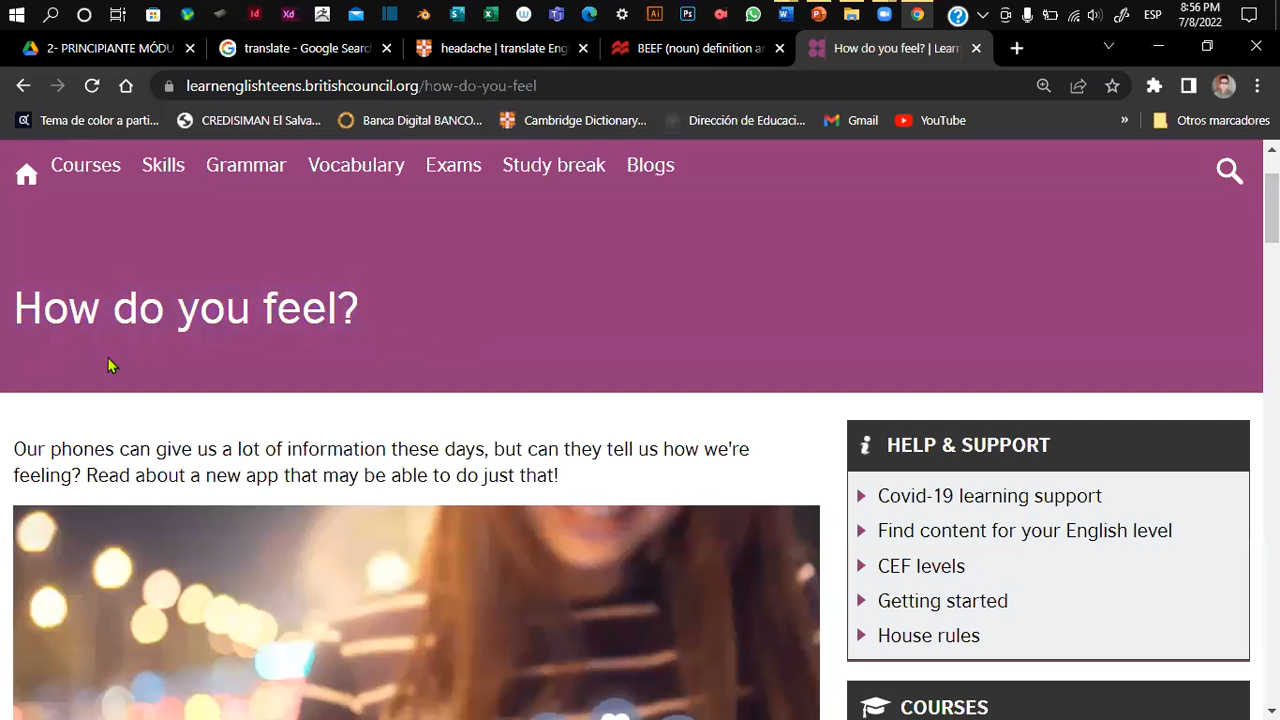 8:56 PM
ESP
7/8/2022
2- PRINCIPIANTE MÓDU
translate - Google Searc
headache | translate Eng
BEEF (noun) definition an
How do you feel? | Learn
learnenglishteens.britishcouncil.org/how-do-you-feel
Tema de color a parti...
CREDISIMAN El Salva...
Banca Digital BANCO...
Cambridge Dictionary...
Dirección de Educaci...
Gmail
YouTube
»
Otros marcadores
Courses Skills Grammar Vocabulary Exams Study break Blogs
How do you feel?
Our phones can give us a lot of information these days, but can they tell us how we're
feeling? Read about a new app that may be able to do just that!
HELP & SUPPORT
Covid-19 learning support
Find content for your English level
CEF levels
Getting started
House rules
COURSES